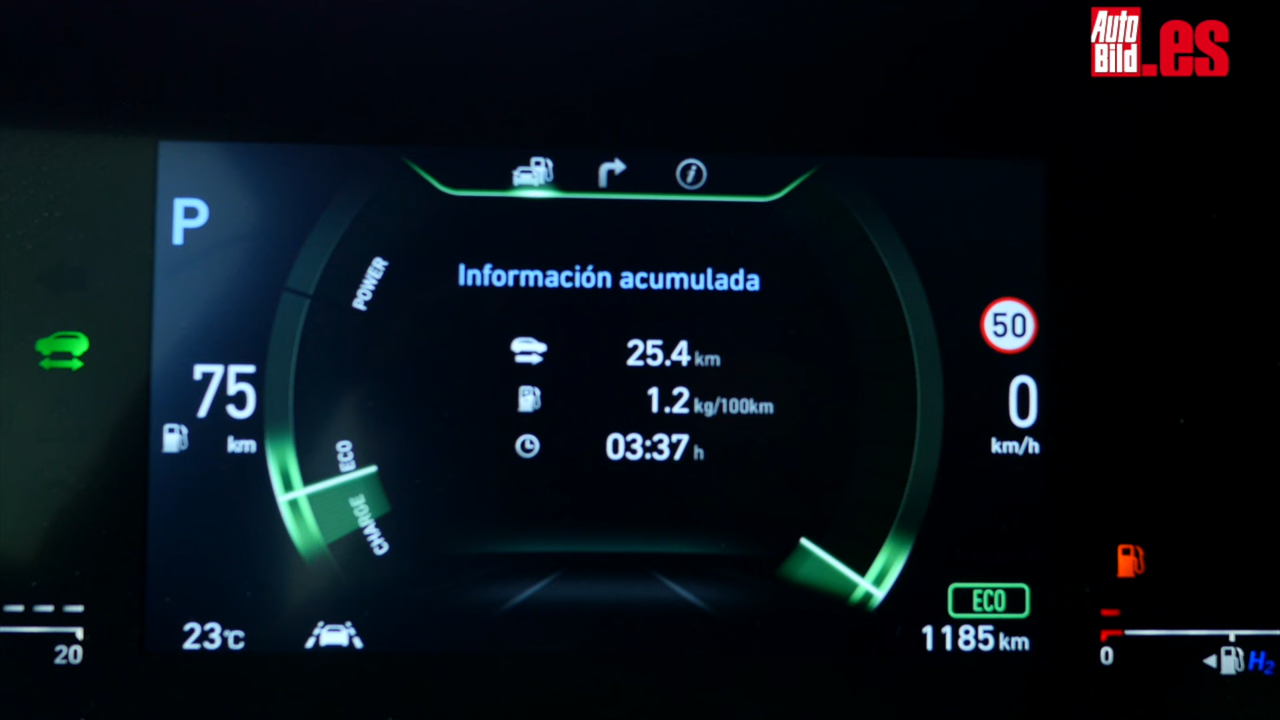 Auto
Bild.es
P
POWER
Información acumulada
25.4 km
1.2 kg/100km
03:37 h
50
75
km
0
km/h
ECO
CHARGE
ECO
23°C
1185 km
20
0
H2